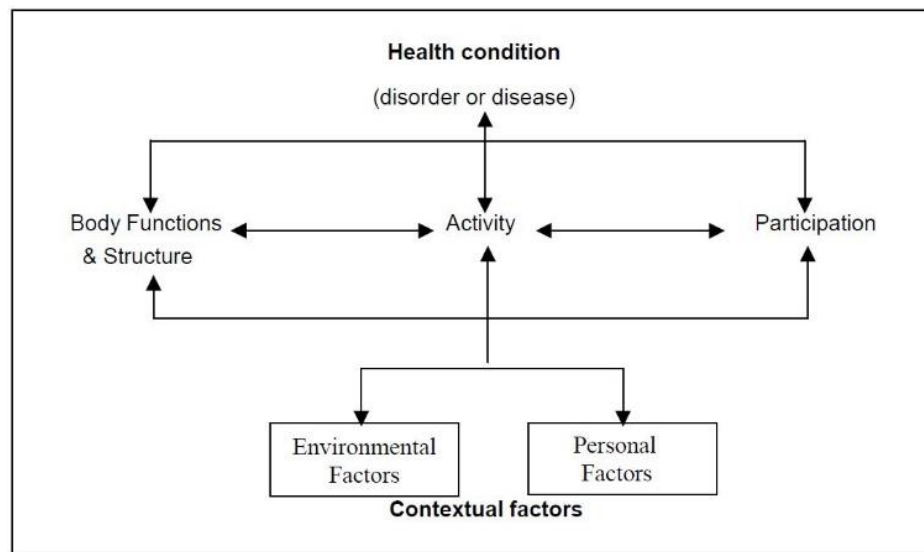 Health condition
(disorder or disease)
Body Functions
& Structure
Activity
Participation
Environmental
Factors
Personal
Factors
Contextual factors